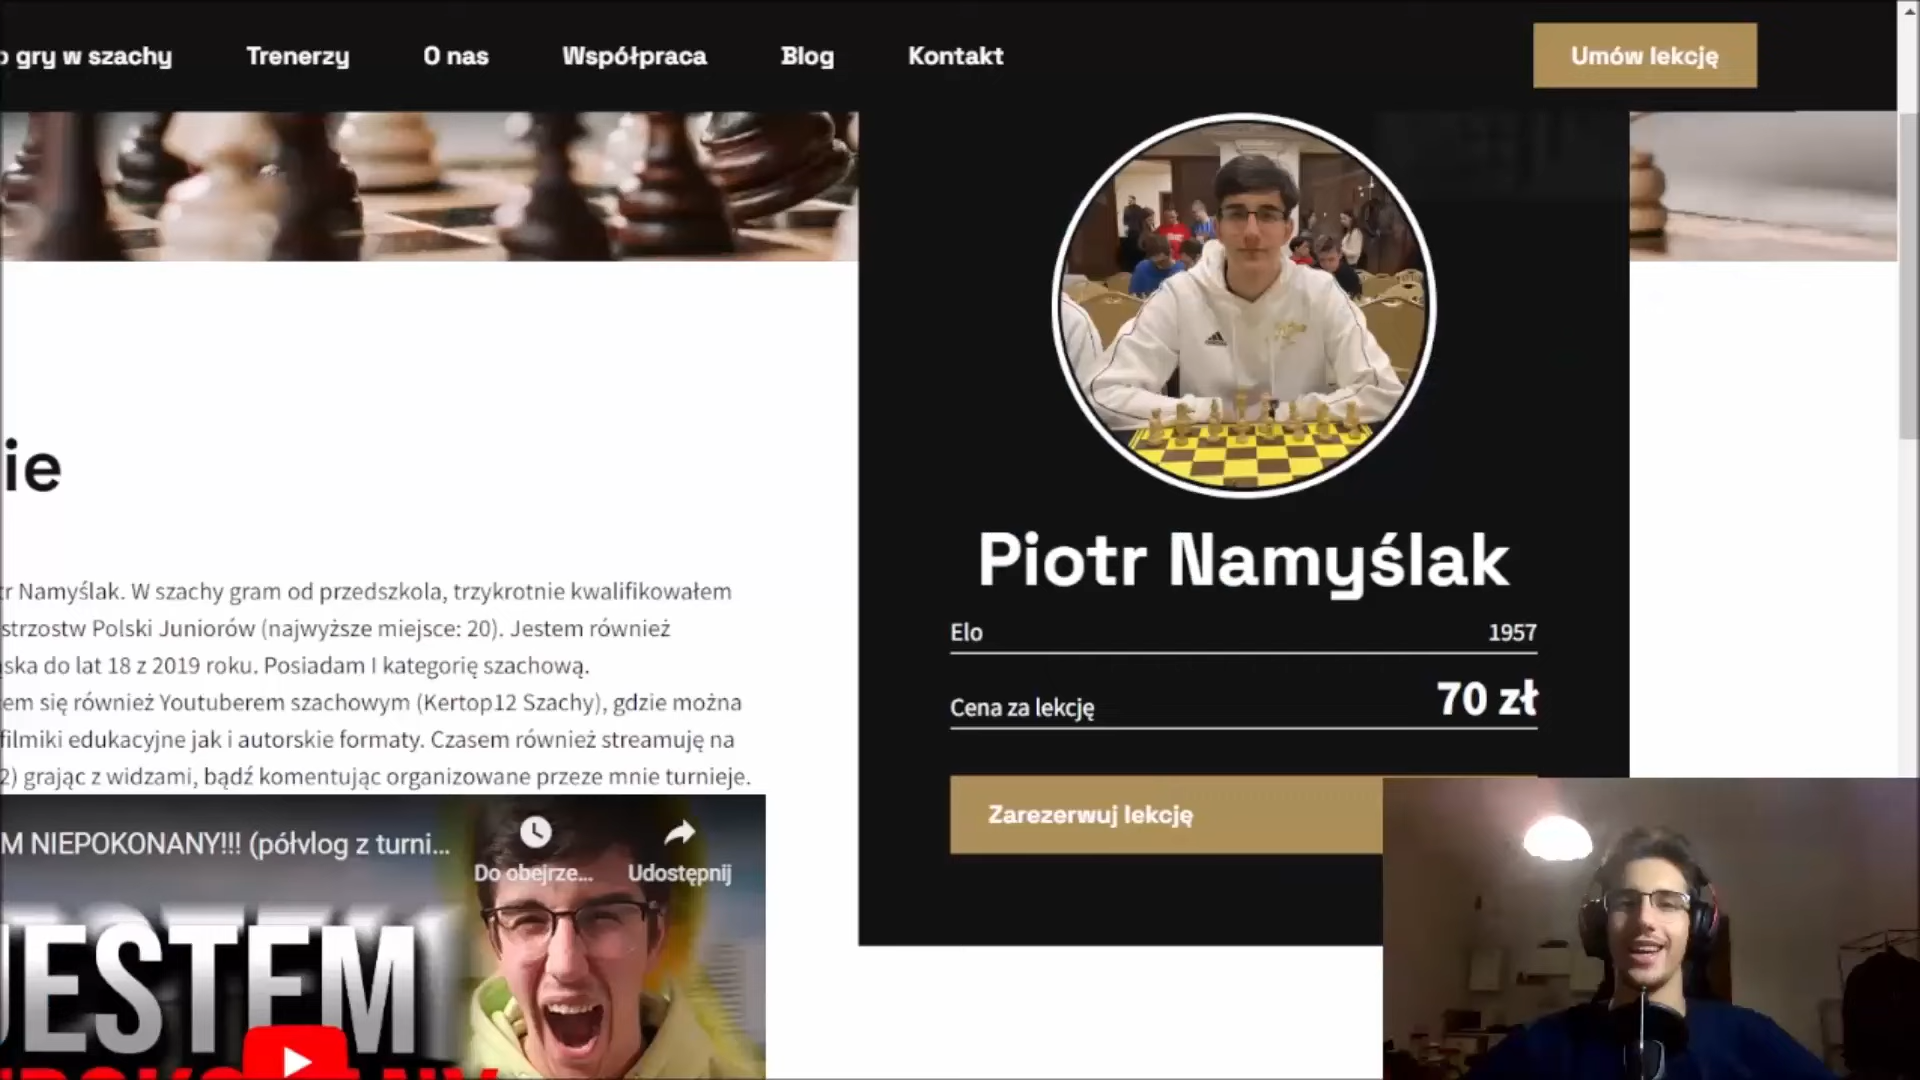 gry w szachy
Trenerzy
O nas
Współpraca
Blog
Kontakt
Umów lekcję
ie
tr Namyślak. W szachy gram od przedszkola, trzykrotnie kwalifikowałem
strzostw Polski Juniorów (najwyższe miejsce: 20). Jestem również
ska do lat 18 z 2019 roku. Posiadam I kategorię szachową.
em się również Youtuberem szachowym (Kertop12 Szachy), gdzie można
filmiki edukacyjne jak i autorskie formaty. Czasem również streamuję na
2) grając z widzami, bądź komentując organizowane przeze mnie turnieje.
M NIEPOKONANY!!! (półvlog z turni...
Do obejrze...
Udostępnij
JESTEM
Piotr Namyślak
Elo 1957
Cena za lekcję 70 zł
Zarezerwuj lekcję